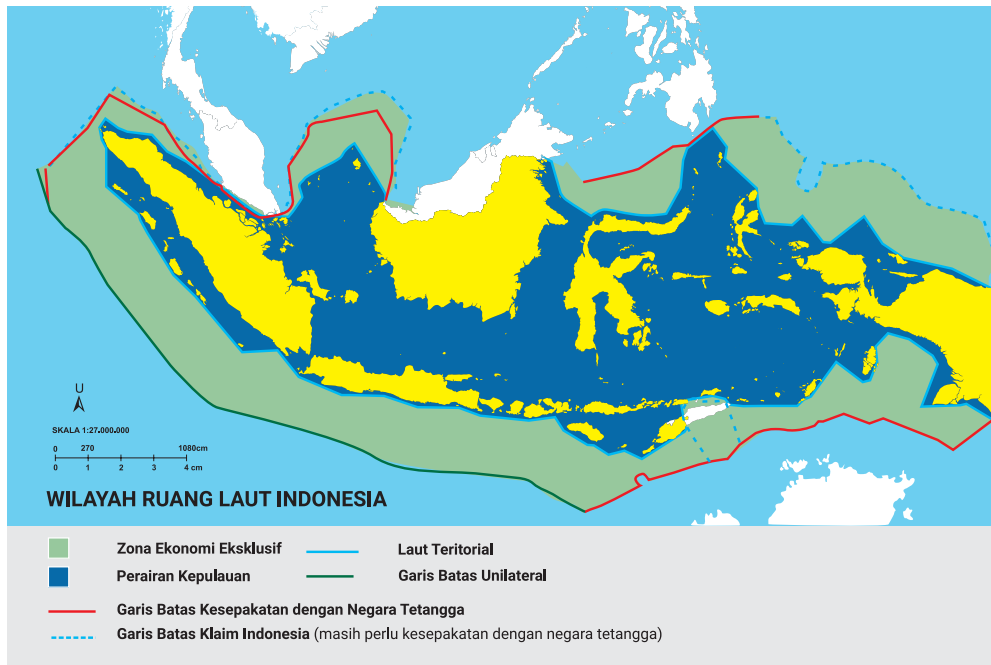 U
SKALA 1:27.000.000
0 270 1080cm
0 1 2 3 4 cm
WILAYAH RUANG LAUT INDONESIA
Zona Ekonomi Eksklusif
Laut Teritorial
Perairan Kepulauan
Garis Batas Unilateral
Garis Batas Kesepakatan dengan Negara Tetangga
Garis Batas Klaim Indonesia (masih perlu kesepakatan dengan negara tetangga)